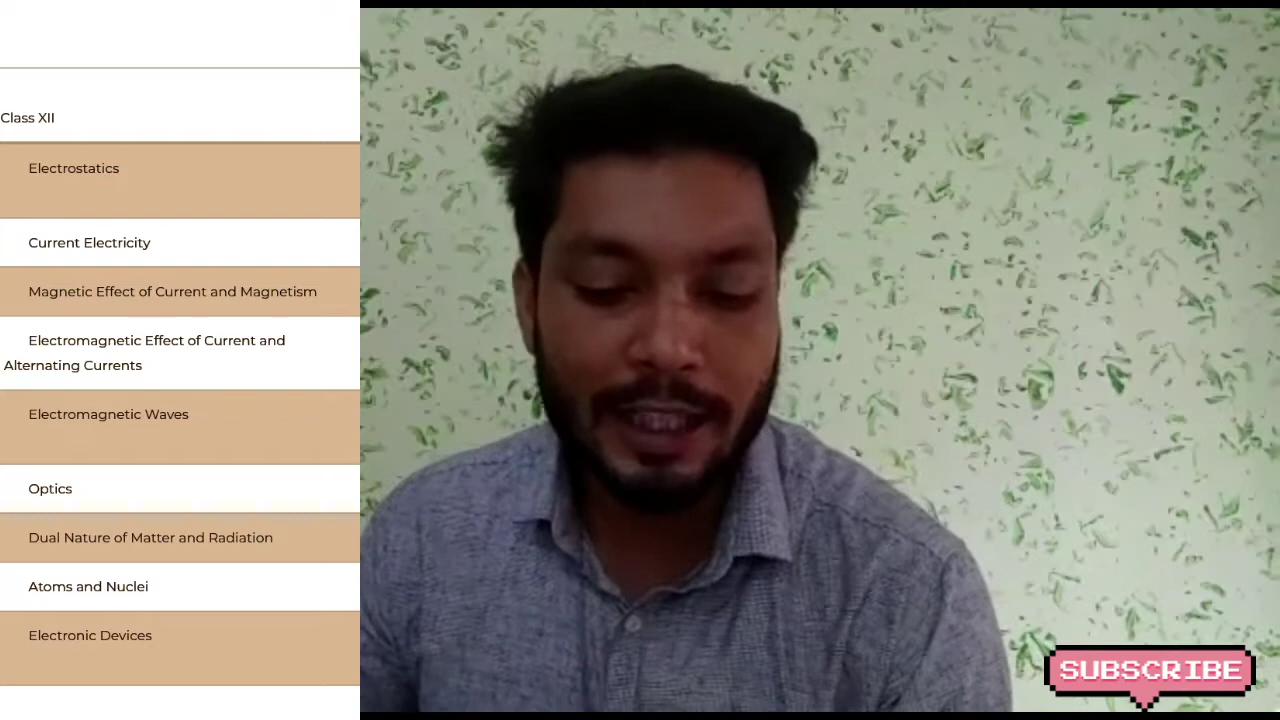 Class XII
Electrostatics
Current Electricity
Magnetic Effect of Current and Magnetism
Electromagnetic Effect of Current and
Alternating Currents
Electromagnetic Waves
Optics
Dual Nature of Matter and Radiation
Atoms and Nuclei
Electronic Devices
SUBSCRIBE